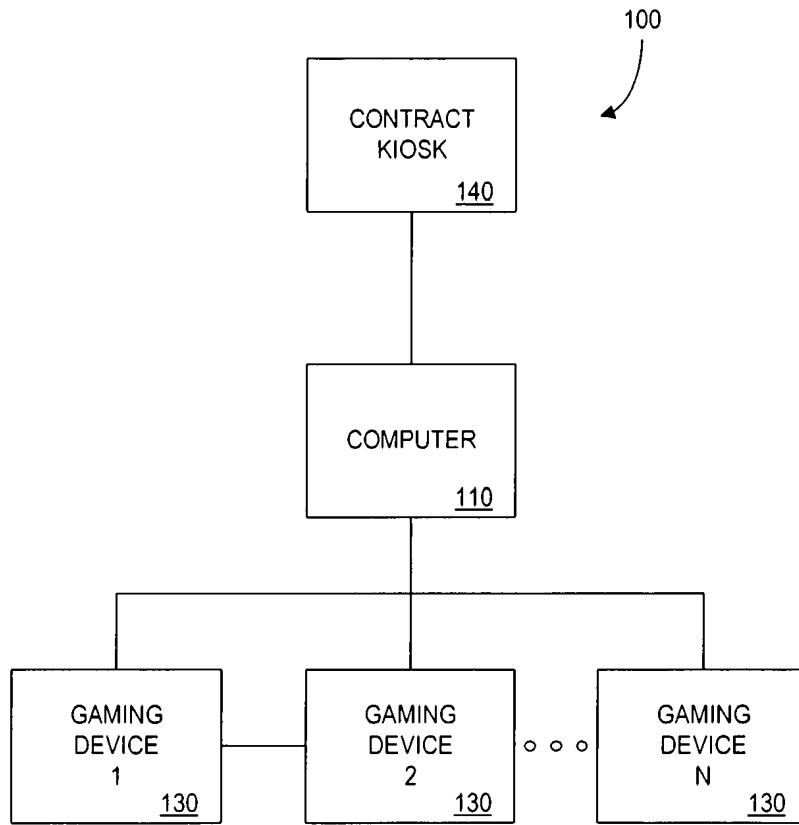 100
CONTRACT
KIOSK
140
COMPUTER
110
GAMING
DEVICE
1
130
GAMING
DEVICE
2
130
GAMING
DEVICE
N
130